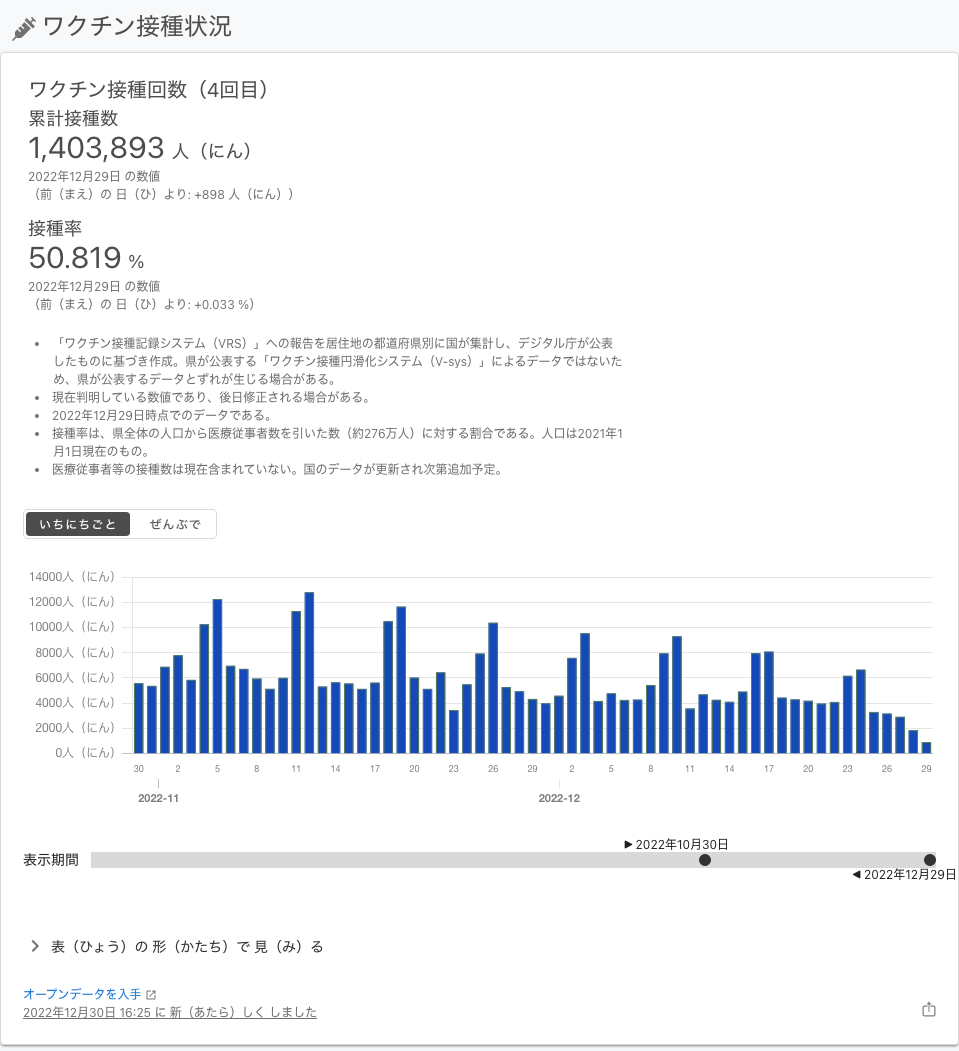 ワクチン接種状況
ワクチン接種回数（4回目）
累計接種数
1,403,893 人（にん）
2022年12月29日 の数値
（前（まえ）の 日（ひ）より: +898 人（にん））
接種率
50.819 %
2022年12月29日 の数値
（前（まえ）の 日（ひ）より: +0.033 %）
• 「ワクチン接種記録システム（VRS）」への報告を居住地の都道府県別に国が集計し、デジタル庁が公表
したものに基づき作成。県が公表する「ワクチン接種円滑化システム（V-sys）」によるデータではないた
め、県が公表するデータとずれが生じる場合がある。
• 現在判明している数値であり、後日修正される場合がある。
• 2022年12月29日時点でのデータである。
• 接種率は、県全体の人口から医療従事者数を引いた数（約276万人）に対する割合である。人口は2021年1
月1日現在のもの。
• 医療従事者等の接種数は現在含まれていない。国のデータが更新され次第追加予定。
いちにちごと ぜんぶで
14000人（にん）
12000人（にん）
10000人（にん）
8000人（にん）
6000人（にん）
4000人（にん）
2000人（にん）
0人（にん）
30 2 5 8 11 14 17 20 23 26 29 2 5 8 11 14 17 20 23 26 29
2022-11 2022-12
▶ 2022年10月30日
表示期間
◀ 2022年12月29日
表（ひょう）の 形（かたち）で 見（み）る
オープンデータを入手
2022年12月30日 16:25 に 新（あたら）しく しました